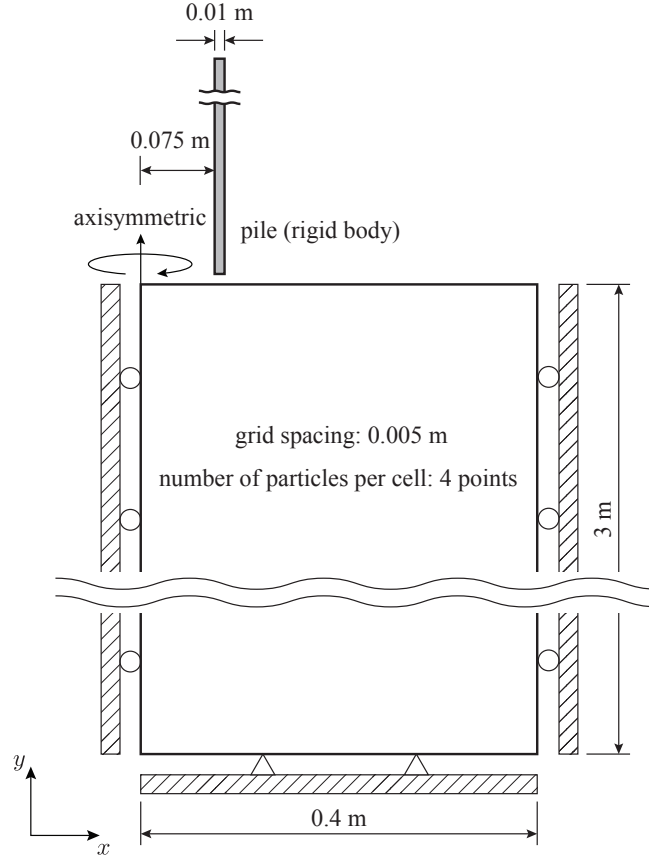 0.01 m
0.075 m
axisymmetric
pile (rigid body)
grid spacing: 0.005 m
number of particles per cell: 4 points
3 m
y
x
0.4 m